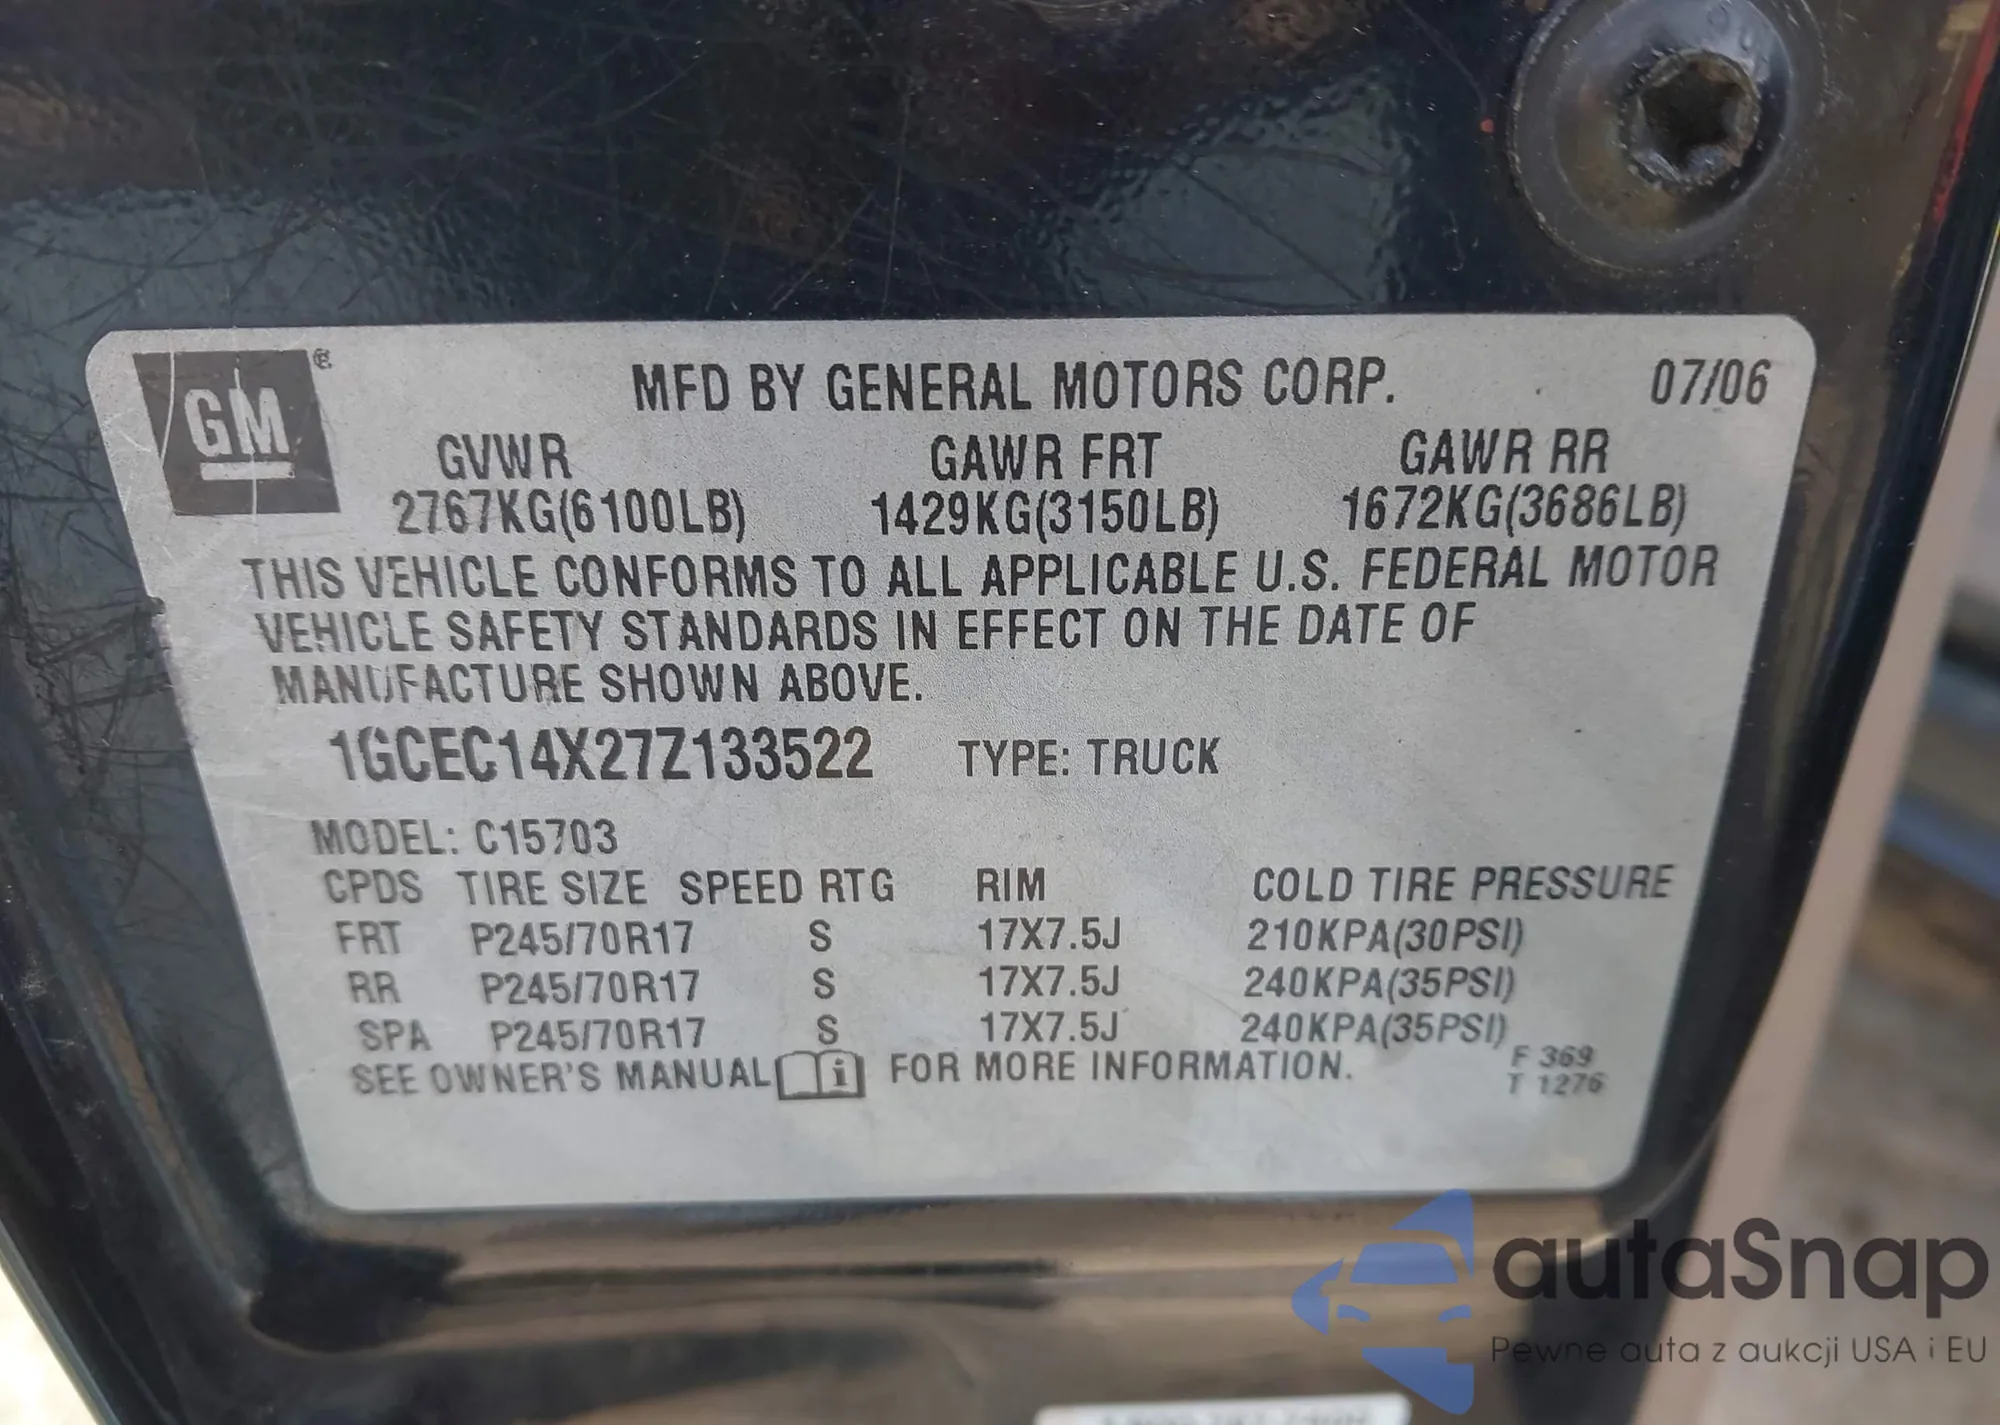 GM ®
MFD BY GENERAL MOTORS CORP. 07/06
GVWR GAWR FRT GAWR RR
2767KG(6100LB) 1429KG(3150LB) 1672KG(3686LB)
THIS VEHICLE CONFORMS TO ALL APPLICABLE U.S. FEDERAL MOTOR
VEHICLE SAFETY STANDARDS IN EFFECT ON THE DATE OF
MANUFACTURE SHOWN ABOVE.
1GCEC14X27Z133522 TYPE: TRUCK
MODEL: C15703
CPDS TIRE SIZE SPEED RTG RIM COLD TIRE PRESSURE
FRT P245/70R17 S 17X7.5J 210KPA(30PSI)
RR P245/70R17 S 17X7.5J 240KPA(35PSI)
SPA P245/70R17 S 17X7.5J 240KPA(35PSI)
SEE OWNER'S MANUAL i FOR MORE INFORMATION.
F 369
T 1276
autaSnap
Pewne auta z aukcji USA i EU